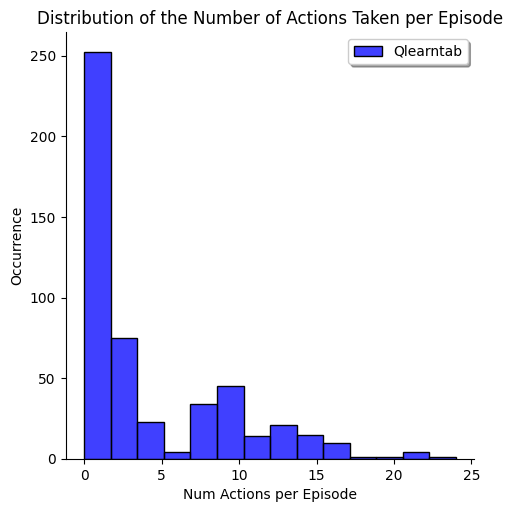 Distribution of the Number of Actions Taken per Episode
Qlearntab
250
200
150
100
50
0
Occurrence
0 5 10 15 20 25
Num Actions per Episode